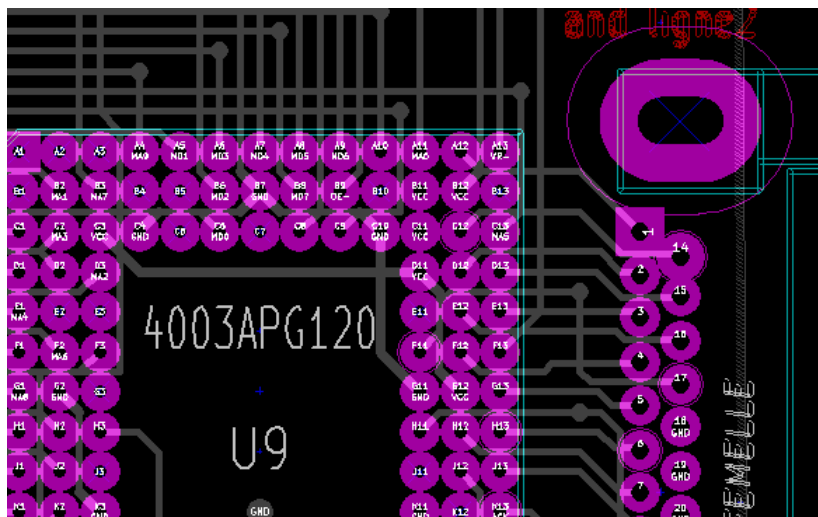 and ligne2
A1 A2 A3 A4 A5 A6 A7 A8 A9 A10 A11 A12 A13
MA0 MD1 MD3 MD4 MD5 MD6 MA0 VP-
B1 B2 B3 B4 B5 B6 B7 B8 B9 B10 B11 B12 B13
MA1 MA7 MD2 GND MD7 OE- VCC VCC
C1 C2 C3 C4 C6 C6 C7 C8 C9 C10 C11 C12 C13
MA3 VCC GND MD0 GND VCC MA5
D1 D2 D3 D11 D12 D13
MA2 VCC
E1 E2 E3 E11 E12 E13
MA4
F1 F2 F3 F11 F12 F13
MA6
G1 G2 G3 G11 G12 G13
MA8 GND GND VCC
H1 H2 H3 H11 H12 H13
J1 J2 J3 J11 J12 J13
K1 K2 K3 K11 K12 K13
GND GND
4003APG120
U9
GND
1
14
2
15
3
16
4
17
5
18
GND
6
19
GND
7
20